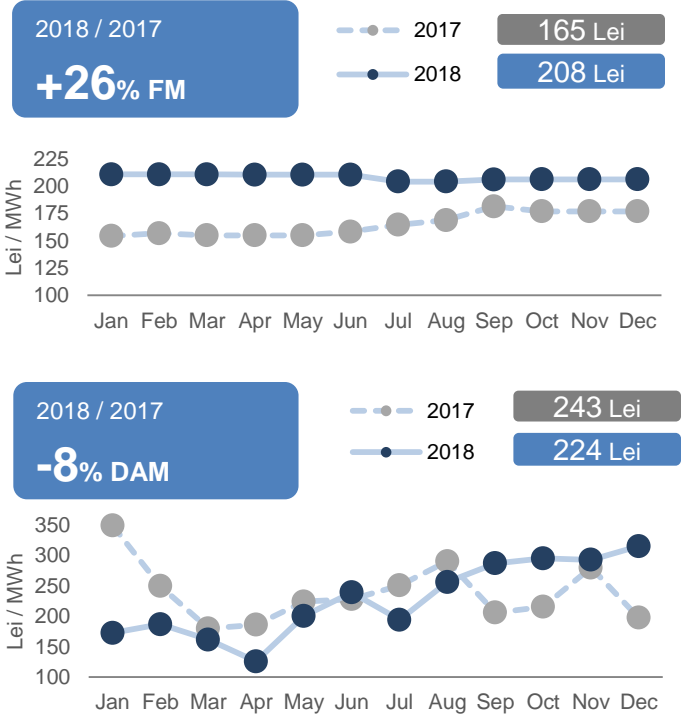 2018 / 2017
+26% FM
2017
165 Lei
2018
208 Lei
Lei / MWh
225
200
175
150
125
100
Jan Feb Mar Apr May Jun Jul Aug Sep Oct Nov Dec
2018 / 2017
-8% DAM
2017
243 Lei
2018
224 Lei
Lei / MWh
350
300
250
200
150
100
Jan Feb Mar Apr May Jun Jul Aug Sep Oct Nov Dec